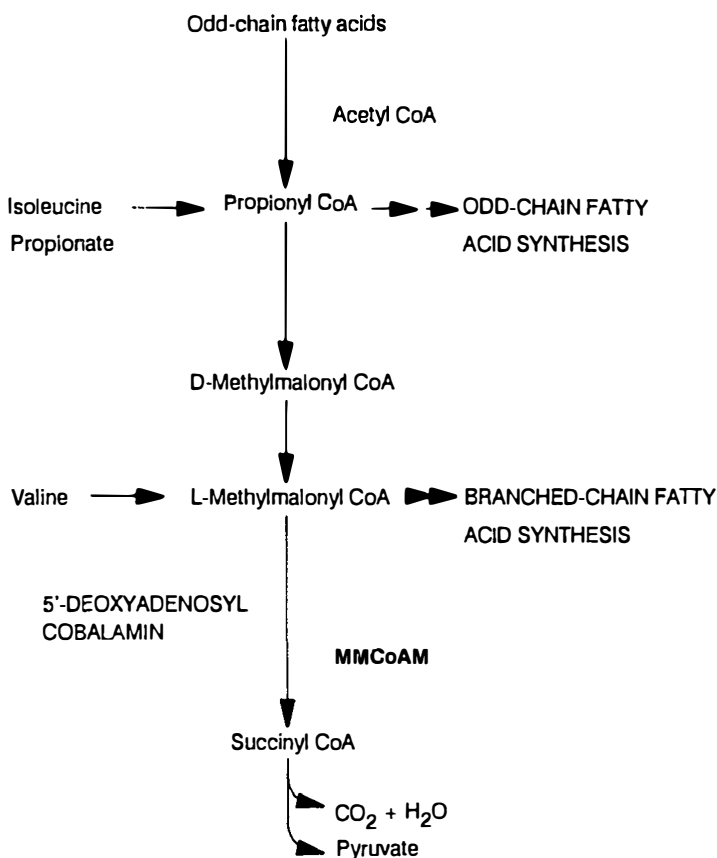 Odd-chain fatty acids
Acetyl CoA
Isoleucine
Propionyl CoA
ODD-CHAIN FATTY
Propionate
ACID SYNTHESIS
D-Methylmalonyl CoA
Valine
L-Methylmalonyl CoA
BRANCHED-CHAIN FATTY
ACID SYNTHESIS
5'-DEOXYADENOSYL
COBALAMIN
MMCoAM
Succinyl CoA
CO₂ + H₂O
Pyruvate